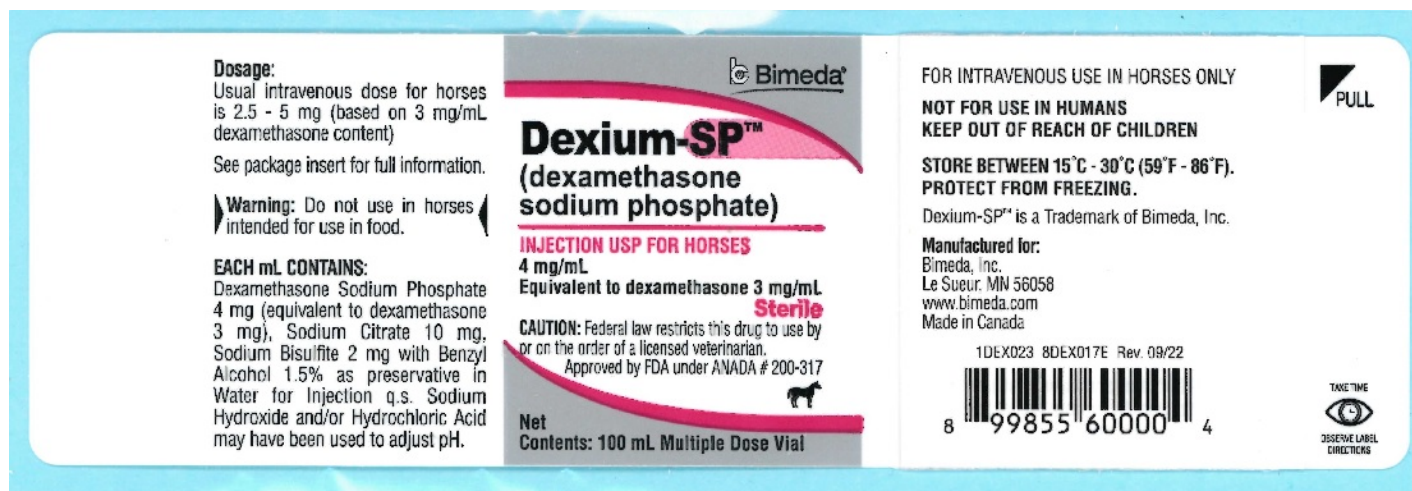 Dosage:
Usual intravenous dose for horses
is 2.5 - 5 mg (based on 3 mg/mL
dexamethasone content)
See package insert for full information.
Warning: Do not use in horses
intended for use in food.
EACH mL CONTAINS:
Dexamethasone Sodium Phosphate
4 mg (equivalent to dexamethasone
3 mg), Sodium Citrate 10 mg,
Sodium Bisulfite 2 mg with Benzyl
Alcohol 1.5% as preservative in
Water for Injection q.s. Sodium
Hydroxide and/or Hydrochloric Acid
may have been used to adjust pH.
Bimeda®
Dexium-SP™
(dexamethasone
sodium phosphate)
INJECTION USP FOR HORSES
4 mg/mL
Equivalent to dexamethasone 3 mg/mL
Sterile
CAUTION: Federal law restricts this drug to use by
or on the order of a licensed veterinarian.
Approved by FDA under ANADA # 200-317
Net
Contents: 100 mL Multiple Dose Vial
FOR INTRAVENOUS USE IN HORSES ONLY
NOT FOR USE IN HUMANS
KEEP OUT OF REACH OF CHILDREN
STORE BETWEEN 15°C - 30°C (59°F - 86°F).
PROTECT FROM FREEZING.
Dexium-SP™ is a Trademark of Bimeda, Inc.
Manufactured for:
Bimeda, Inc.
Le Sueur. MN 56058
www.bimeda.com
Made in Canada
1DEX023 8DEX017E Rev. 09/22
8 99855 60000 4
PULL
TAKE TIME
OBSERVE LABEL
DIRECTIONS